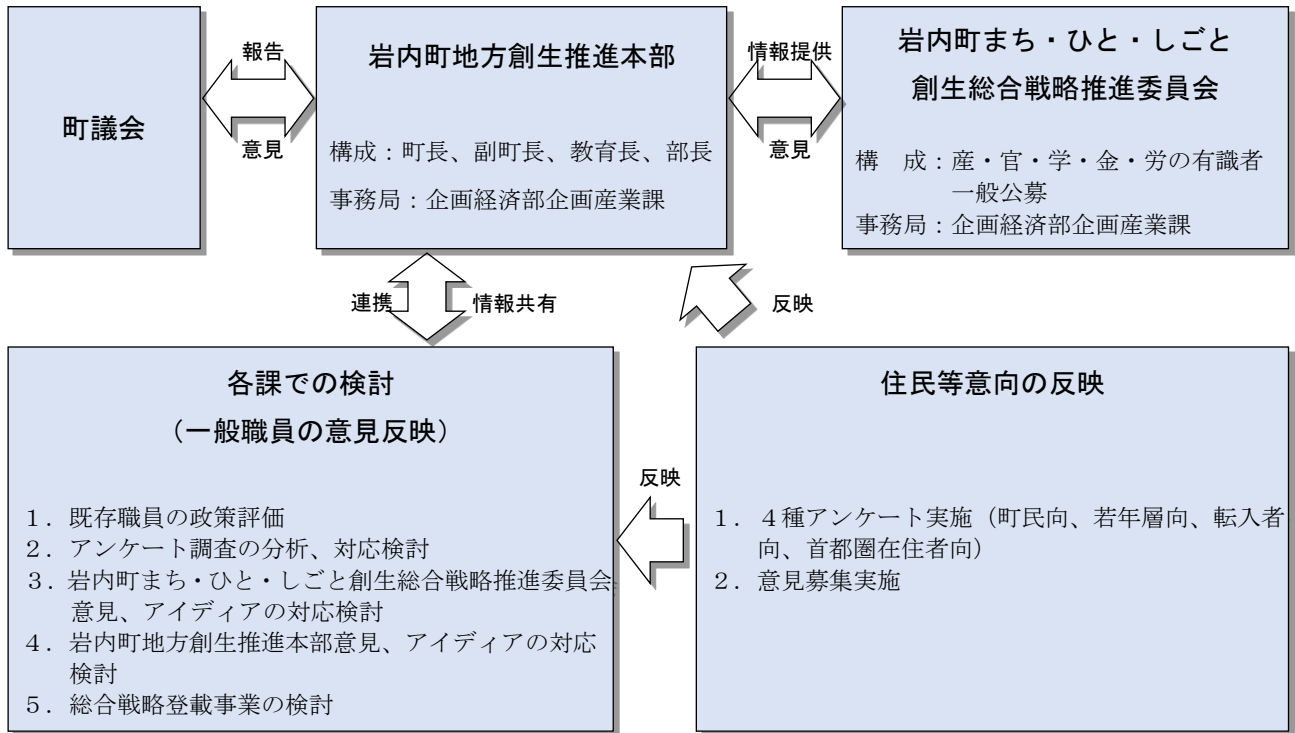 町議会
報告
意見
岩内町地方創生推進本部
構成：町長、副町長、教育長、部長
事務局：企画経済部企画産業課
情報提供
意見
岩内町まち・ひと・しごと
創生総合戦略推進委員会
構　成：産・官・学・金・労の有識者
一般公募
事務局：企画経済部企画産業課
連携
情報共有
反映
各課での検討
（一般職員の意見反映）
１．既存職員の政策評価
２．アンケート調査の分析、対応検討
３．岩内町まち・ひと・しごと創生総合戦略推進委員会
意見、アイディアの対応検討
４．岩内町地方創生推進本部意見、アイディアの対応
検討
５．総合戦略登載事業の検討
反映
住民等意向の反映
１．４種アンケート実施（町民向、若年層向、転入者
向、首都圏在住者向）
２．意見募集実施